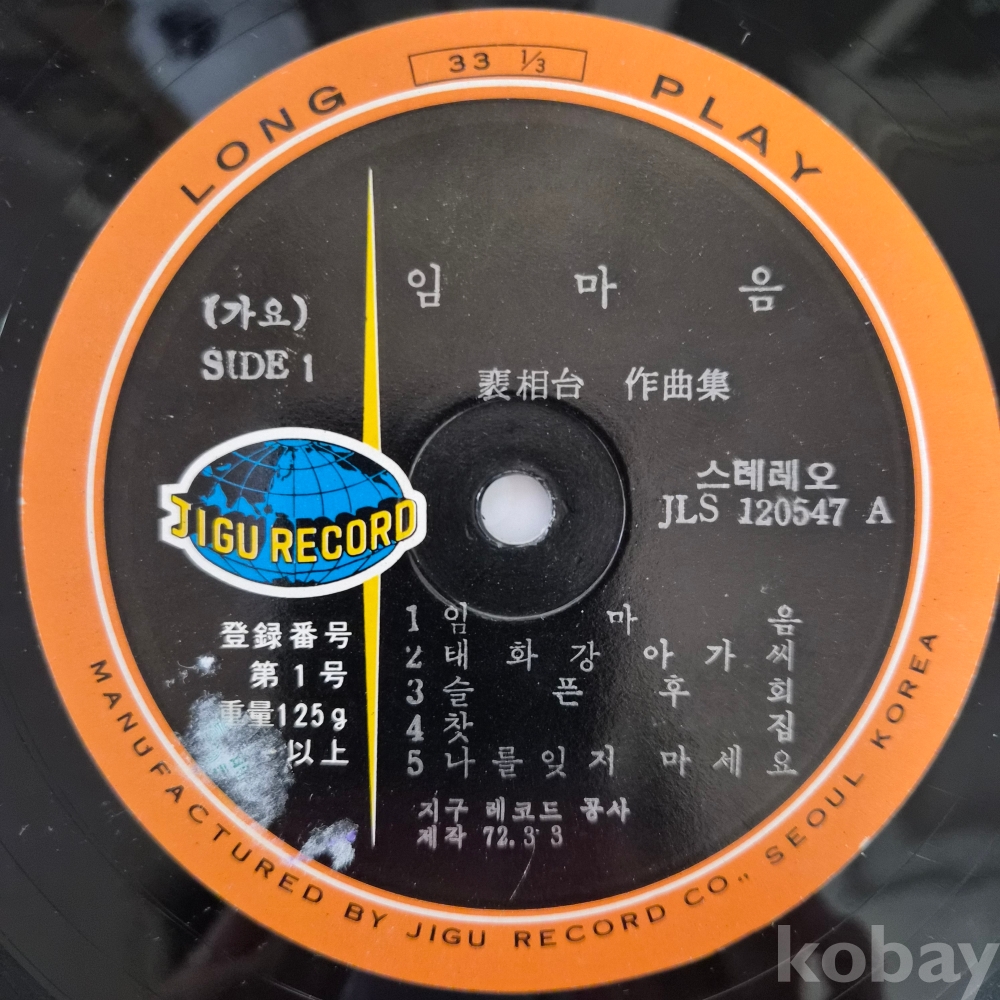 LONG 33 1/3 PLAY
임 마 음
(가요)
SIDE 1
裵相台 作曲集
스테레오
JLS 120547 A
JIGU RECORD
登録番号
第1号
重量125g
以上
1 임 마 음
2 태 화 강 아 가 씨
3 슬 픈 후 회
4 찻 집
5 나 를 잊 지 마 세 요
지구 레코드 공사
제작 72.3 3
MANUFACTURED BY JIGU RECORD CO., SEOUL KOREA
kobay